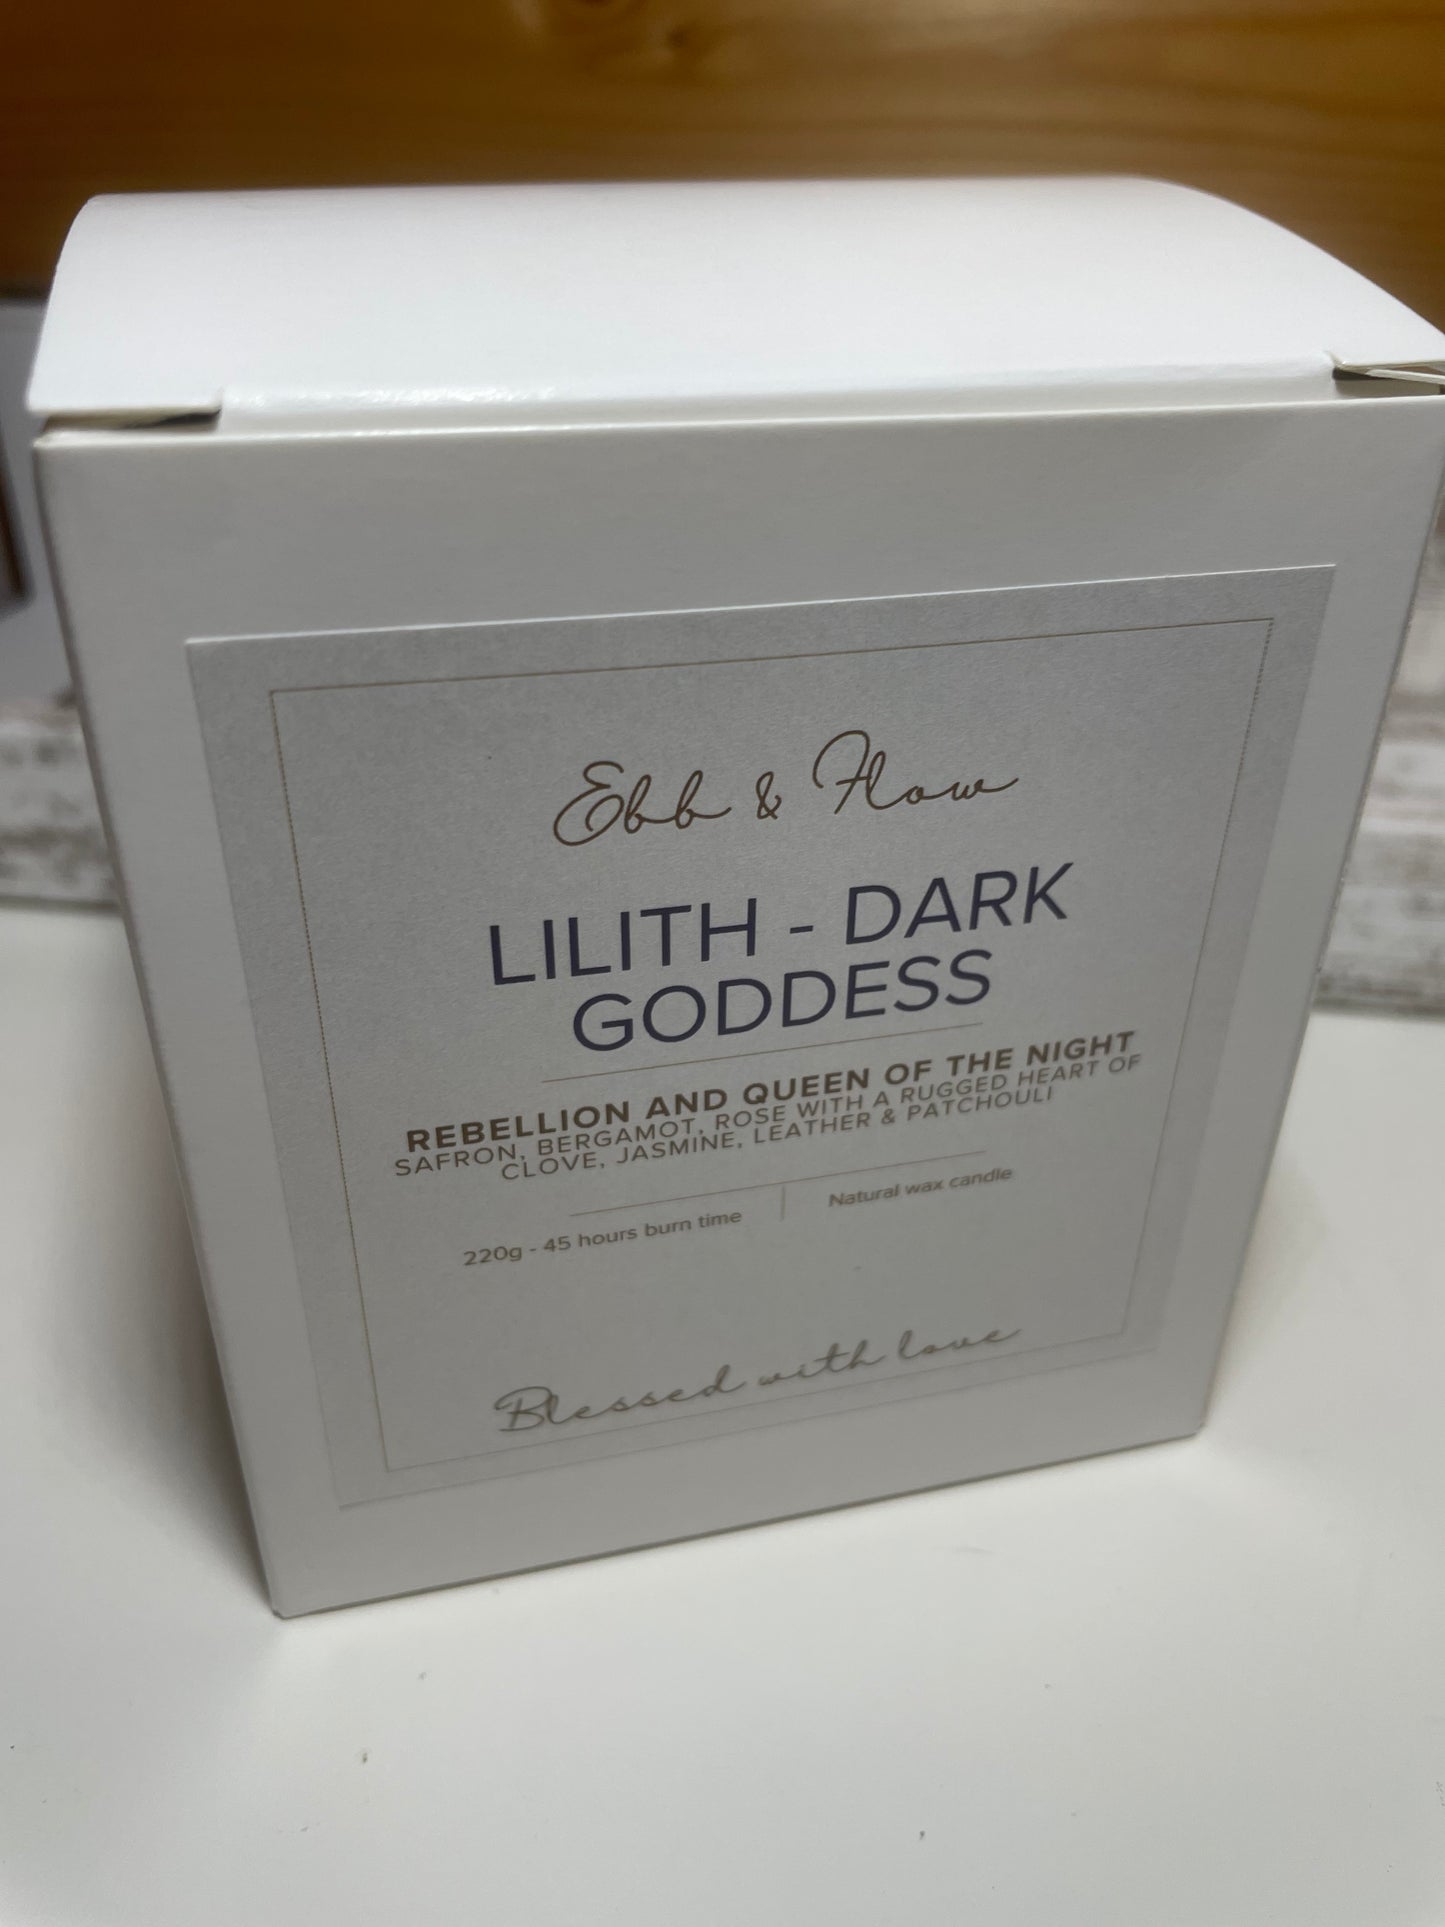 Ebb & Flow
LILITH - DARK
GODDESS
REBELLION AND QUEEN OF THE NIGHT
SAFRON, BERGAMOT, ROSE WITH A RUGGED HEART OF
CLOVE, JASMINE, LEATHER & PATCHOULI
220g - 45 hours burn time
Natural wax candle
Blessed with love